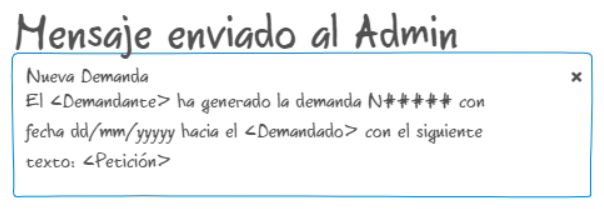 Mensaje enviado al Admin
Nueva Demanda
El <Demandante> ha generado la demanda N##### con
fecha dd/mm/yyyyy hacia el <Demandado> con el siguiente
texto: <Petición>